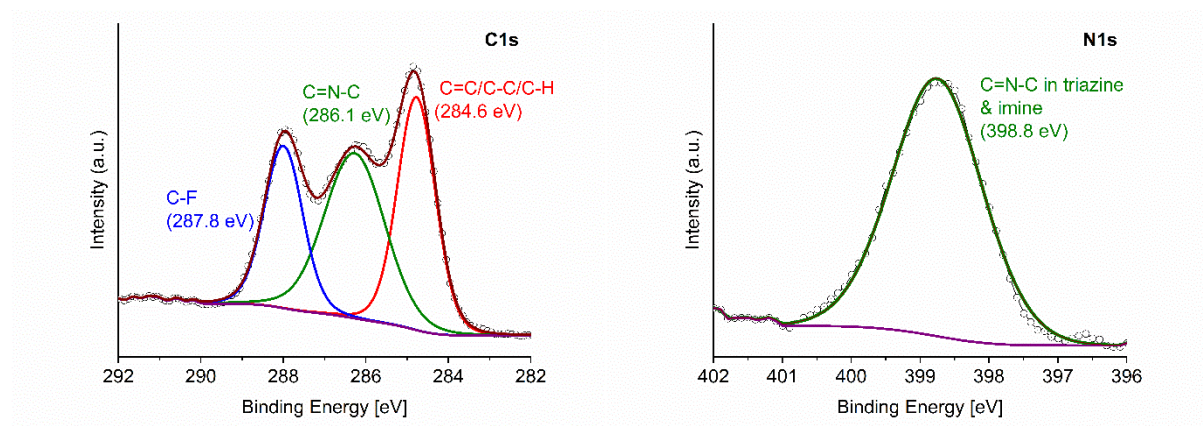 C1s
C=N-C
(286.1 eV)
C=C/C-C/C-H
(284.6 eV)
C-F
(287.8 eV)
Intensity (a.u.)
292 290 288 286 284 282
Binding Energy [eV]
N1s
C=N-C in triazine
& imine
(398.8 eV)
Intensity (a.u.)
402 401 400 399 398 397 396
Binding Energy [eV]